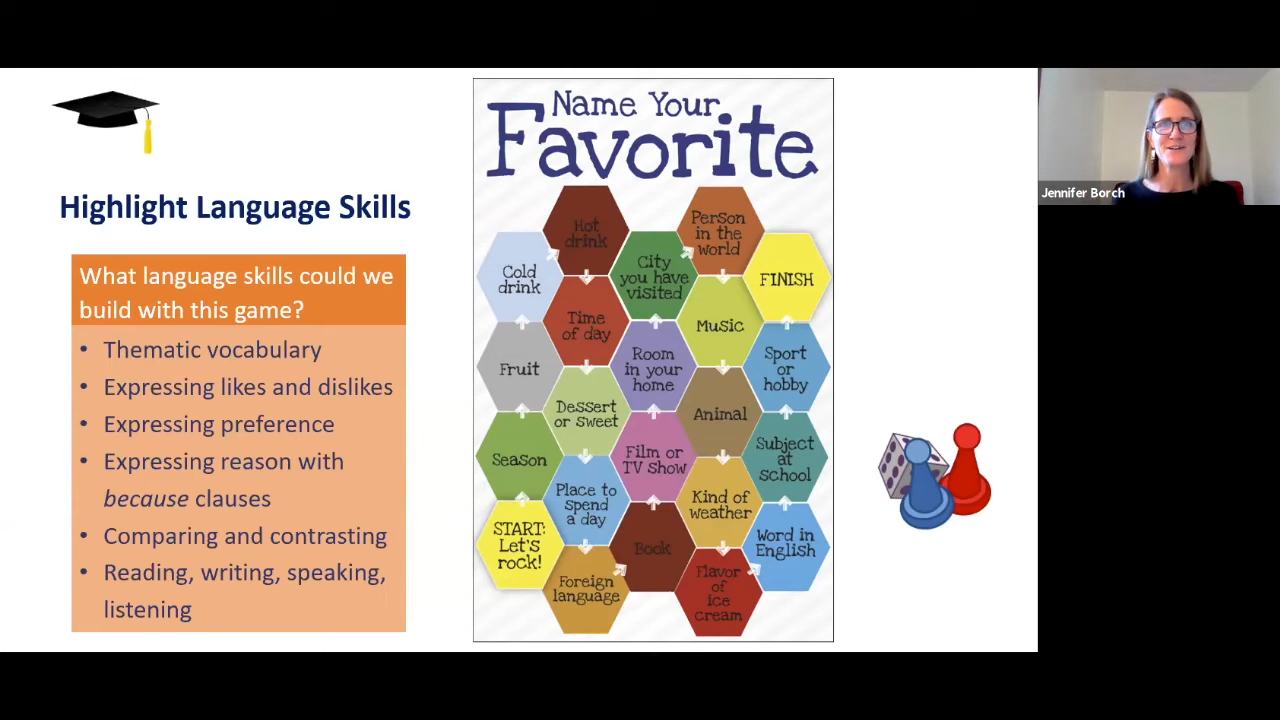 Highlight Language Skills
What language skills could we
build with this game?
• Thematic vocabulary
• Expressing likes and dislikes
• Expressing preference
• Expressing reason with
because clauses
• Comparing and contrasting
• Reading, writing, speaking,
listening
Name Your
Favorite
START:
Let's
rock!
Season
Fruit
Cold
drink
Hot
drink
Time
of day
Dessert
or sweet
Place to
spend
a day
Foreign
language
Book
Film or
TV show
Room
in your
home
City
you have
visited
Person
in the
world
Music
Animal
Kind of
weather
Flavor
of
ice
cream
Word in
English
Subject
at
school
Sport
or
hobby
FINISH
Jennifer Borch